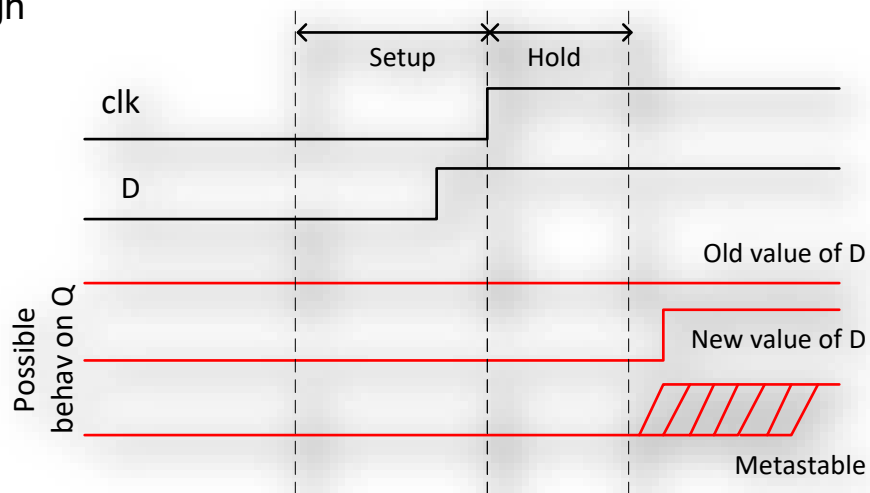 Setup
Hold
clk
D
Old value of D
New value of D
Metastable
Possible
behav on Q